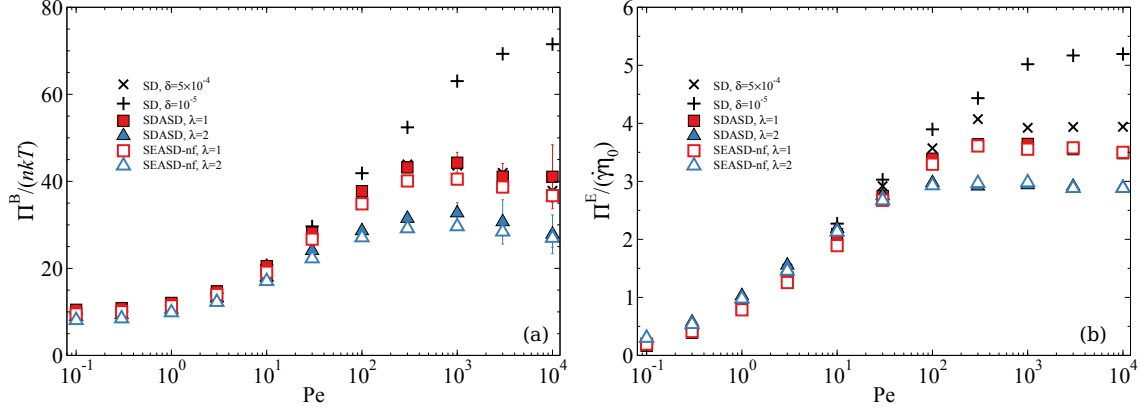 80
60
40
20
0
Π^B/(nkT)
SD, δ=5×10^-4
SD, δ=10^-5
SDASD, λ=1
SDASD, λ=2
SEASD-nf, λ=1
SEASD-nf, λ=2
(a)
10^-1 10^0 10^1 10^2 10^3 10^4
Pe
6
5
4
3
2
1
0
Π^E/(γ̇η_0)
SD, δ=5×10^-4
SD, δ=10^-5
SDASD, λ=1
SDASD, λ=2
SEASD-nf, λ=1
SEASD-nf, λ=2
(b)
10^-1 10^0 10^1 10^2 10^3 10^4
Pe